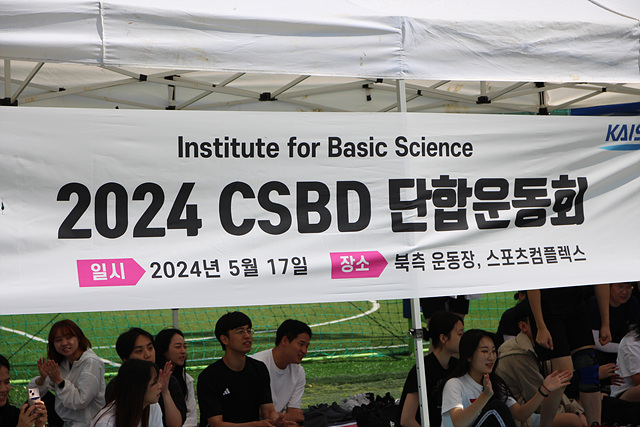 KAIS
Institute for Basic Science
2024 CSBD 단합운동회
일시 2024년 5월 17일 장소 북측 운동장, 스포츠컴플렉스